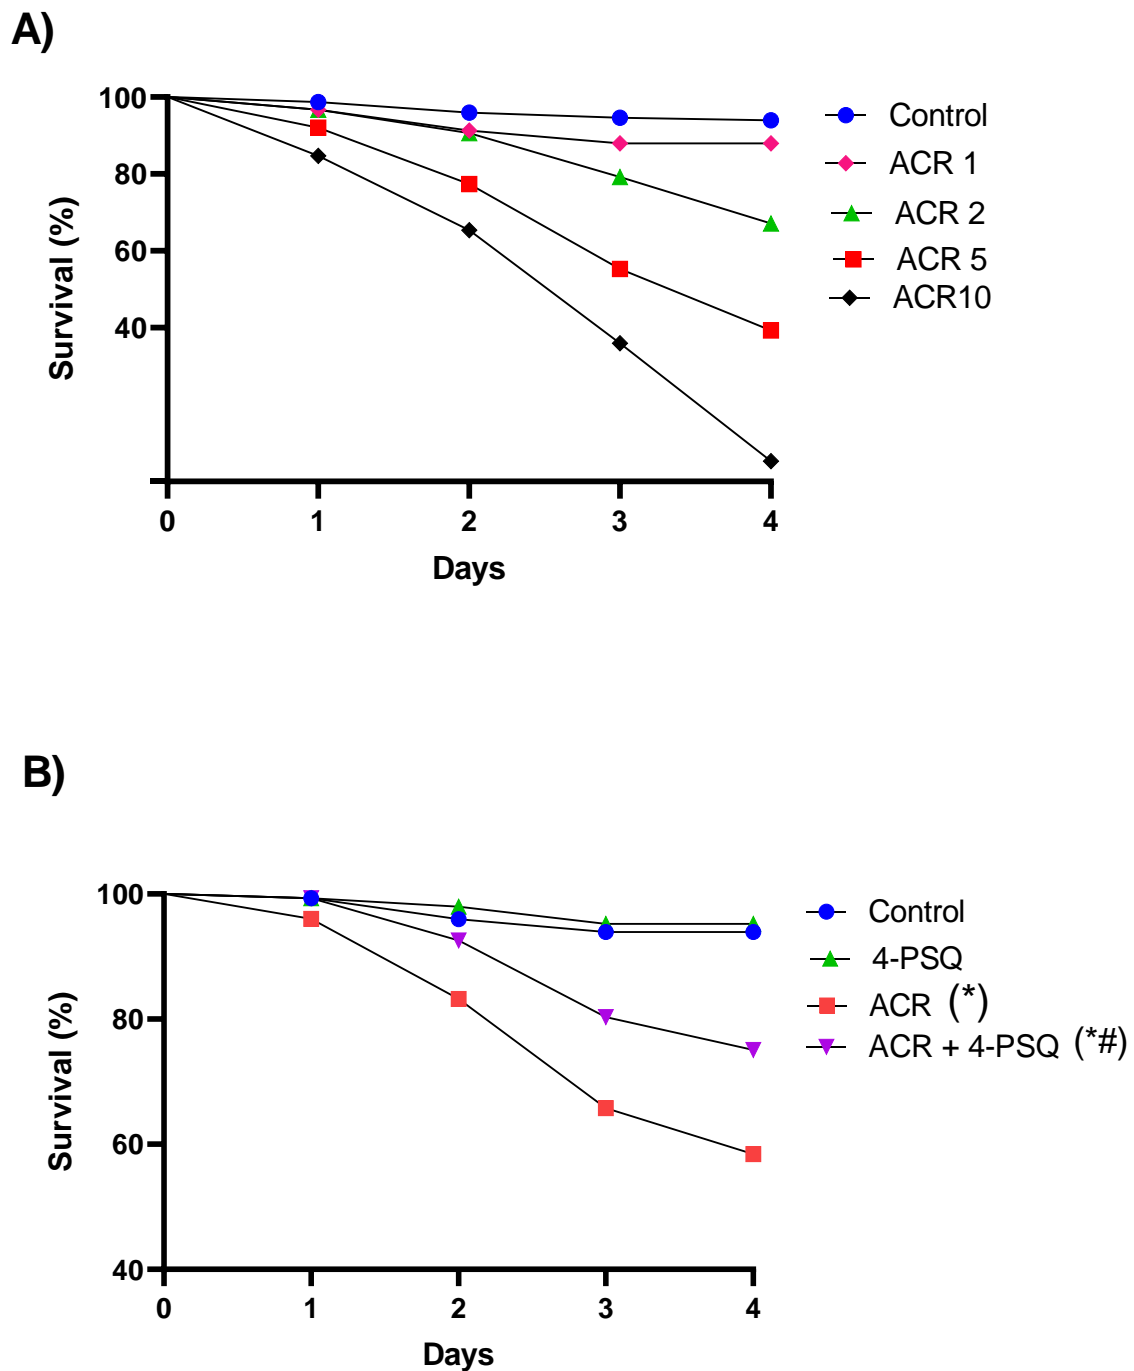 A)
100
80
60
40
Survival (%)
0 1 2 3 4
Days
Control
ACR 1
ACR 2
ACR 5
ACR10
B)
100
80
60
40
Survival (%)
0 1 2 3 4
Days
Control
4-PSQ
ACR (*)
ACR + 4-PSQ (*#)